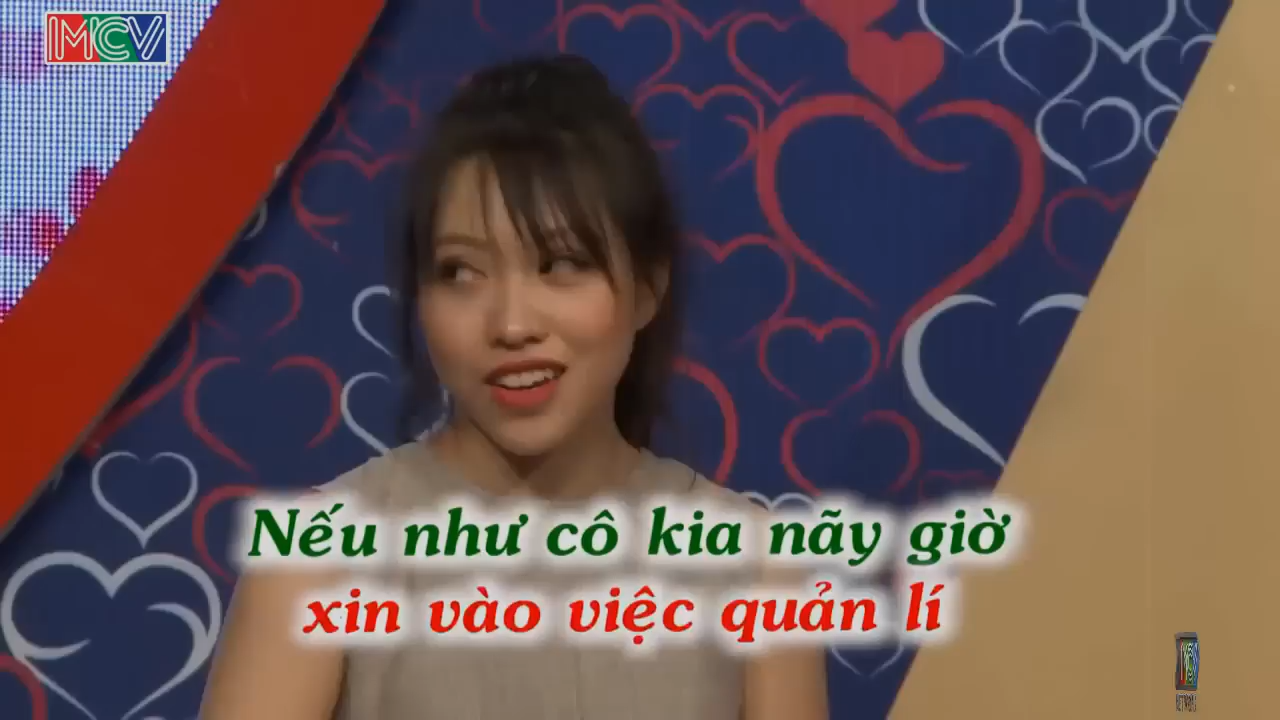 MCV
Nếu như cô kia nãy giờ
xin vào việc quản lí